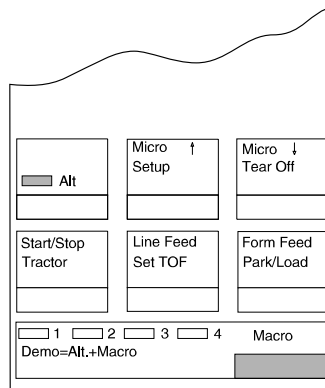 Alt
Micro ↑
Setup
Micro ↓
Tear Off
Start/Stop
Tractor
Line Feed
Set TOF
Form Feed
Park/Load
1 2 3 4 Macro
Demo=Alt.+Macro